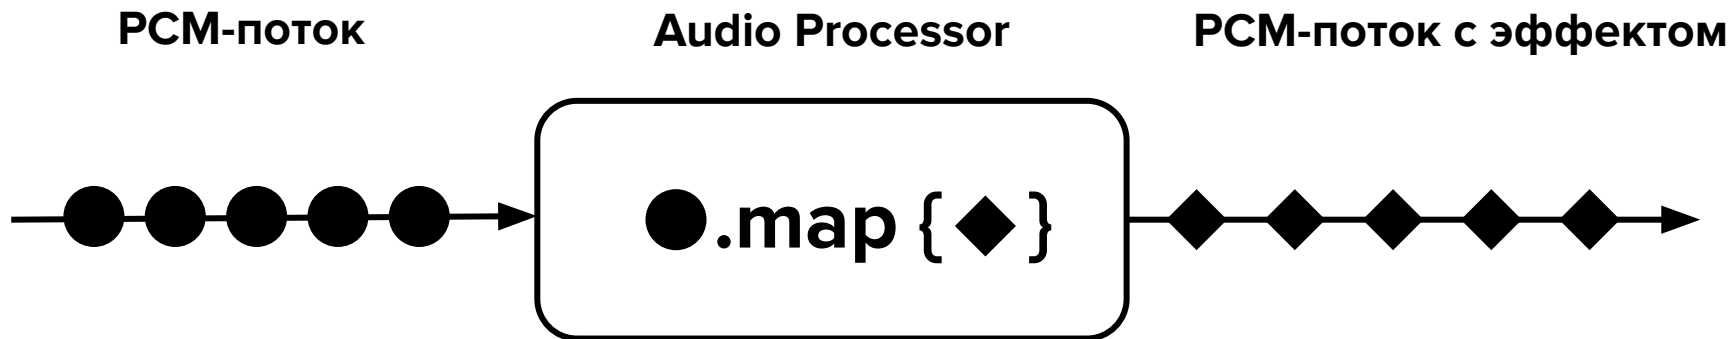 PCM-поток
Audio Processor
PCM-поток с эффектом
.map { }